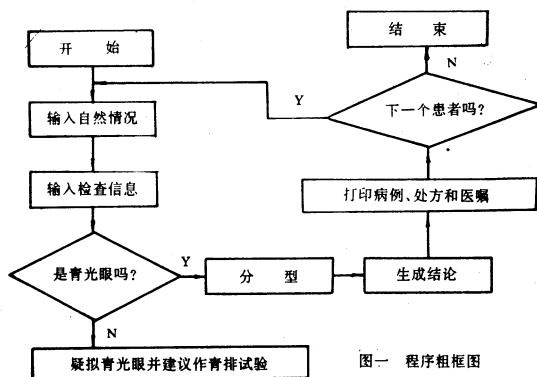 开 始
输入自然情况
输入检查信息
是青光眼吗?
Y
N
疑拟青光眼并建议作青排试验
分 型
生成结论
打印病例、处方和医嘱
下一个患者吗?
Y
N
结 束
图一 程序粗框图